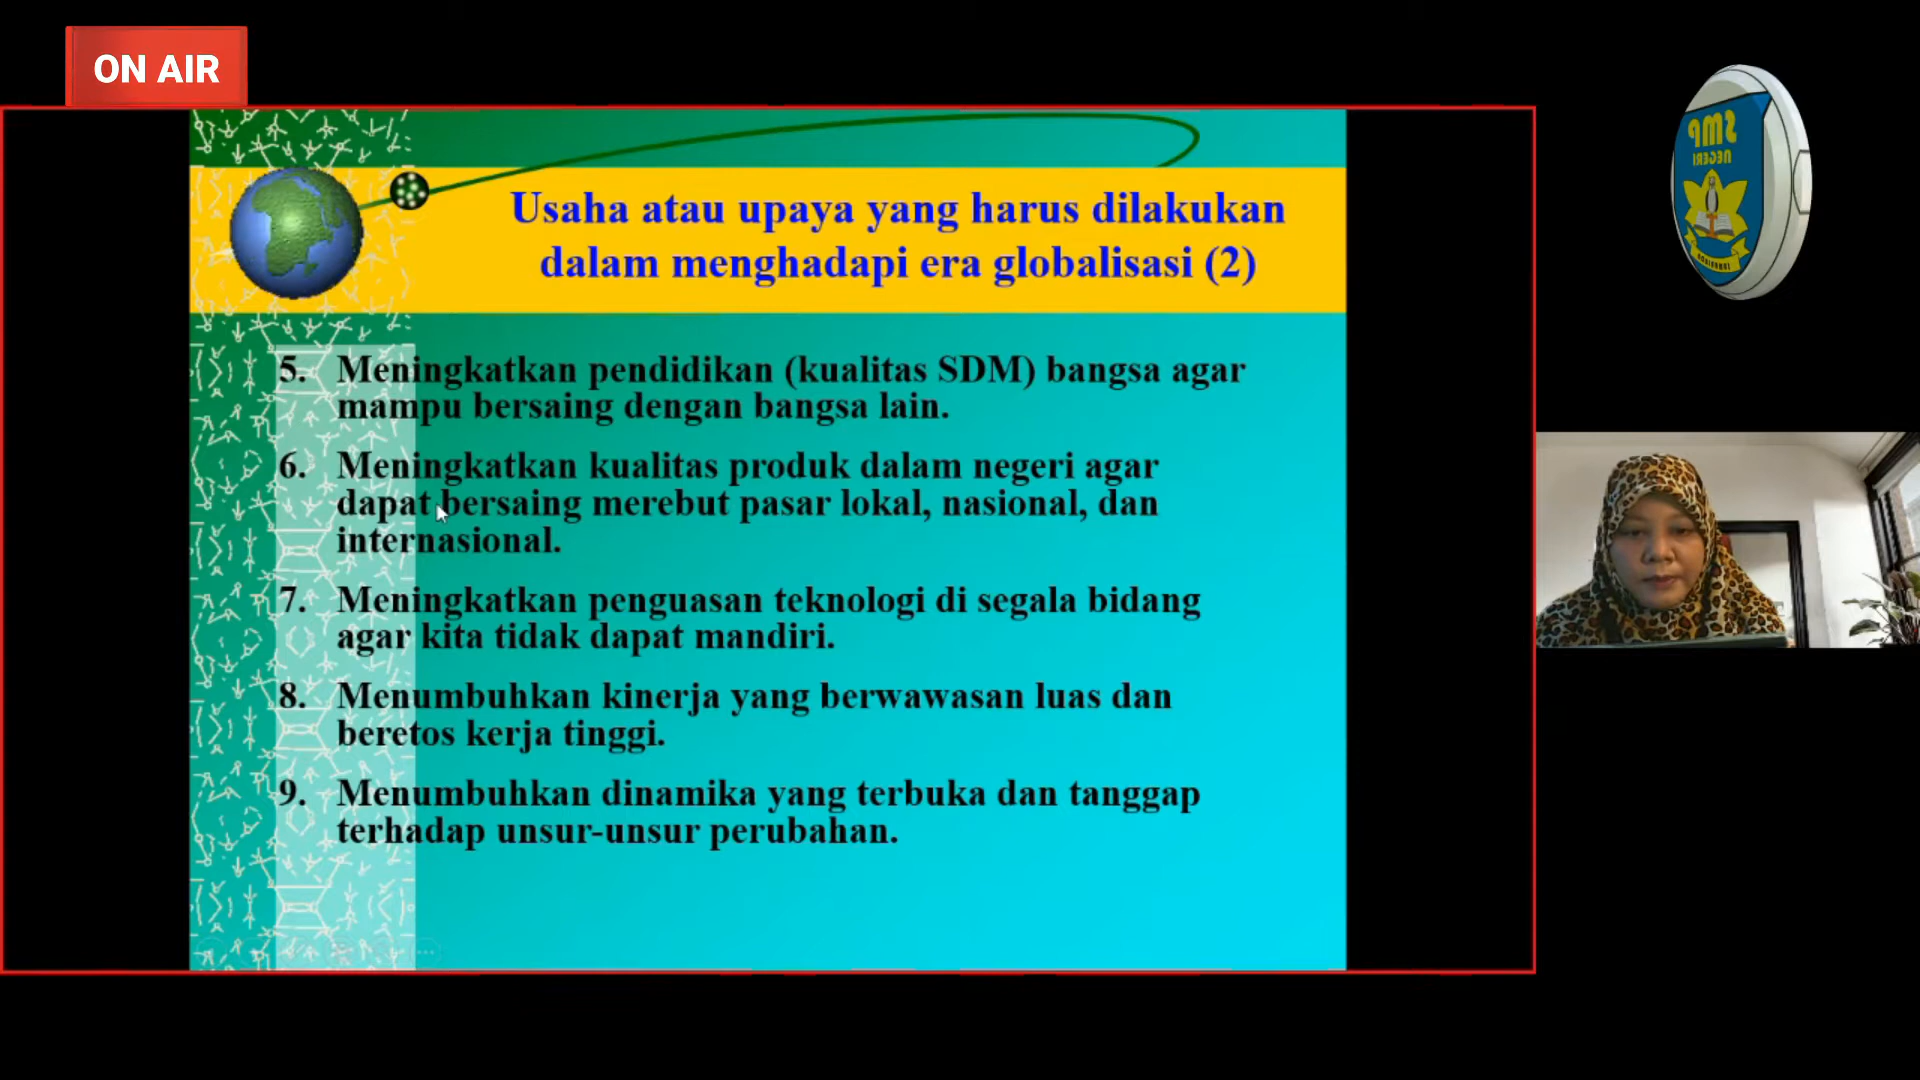 ON AIR
SMP
NEGERI
Usaha atau upaya yang harus dilakukan
dalam menghadapi era globalisasi (2)
5. Meningkatkan pendidikan (kualitas SDM) bangsa agar
mampu bersaing dengan bangsa lain.
6. Meningkatkan kualitas produk dalam negeri agar
dapat bersaing merebut pasar lokal, nasional, dan
internasional.
7. Meningkatkan penguasan teknologi di segala bidang
agar kita tidak dapat mandiri.
8. Menumbuhkan kinerja yang berwawasan luas dan
beretos kerja tinggi.
9. Menumbuhkan dinamika yang terbuka dan tanggap
terhadap unsur-unsur perubahan.